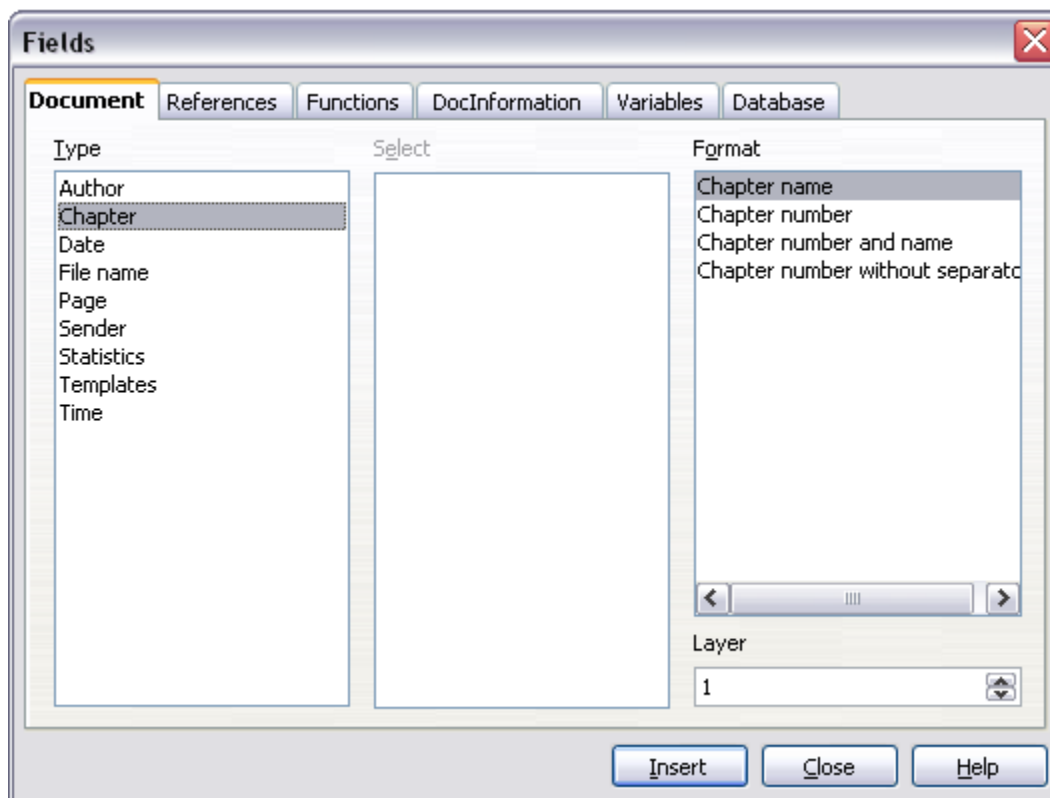 Fields
Document References Functions DocInformation Variables Database
Type Select Format
Author
Chapter
Date
File name
Page
Sender
Statistics
Templates
Time
Chapter name
Chapter number
Chapter number and name
Chapter number without separato
Layer
1
Insert Close Help